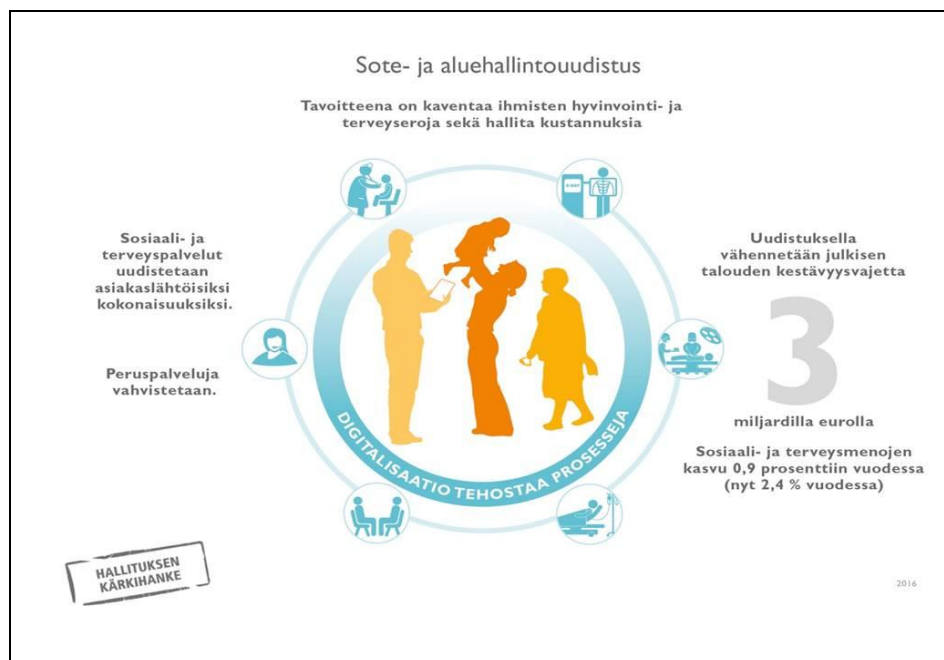 Sote- ja aluehallintouudistus
Tavoitteena on kaventaa ihmisten hyvinvointi- ja
terveyseroja sekä hallita kustannuksia
Sosiaali- ja
terveyspalvelut
uudistetaan
asiakaslähtöisiksi
kokonaisuuksiksi.
Peruspalveluja
vahvistetaan.
X-RAY
DIGITALISAATIO TEHOSTAA PROSESSEJA
Uudistuksella
vähennetään julkisen
talouden kestävyysvajetta
3
miljardilla eurolla
Sosiaali- ja terveysmenojen
kasvu 0,9 prosenttiin vuodessa
(nyt 2,4 % vuodessa)
HALLITUKSEN
KÄRKIHANKE
2016